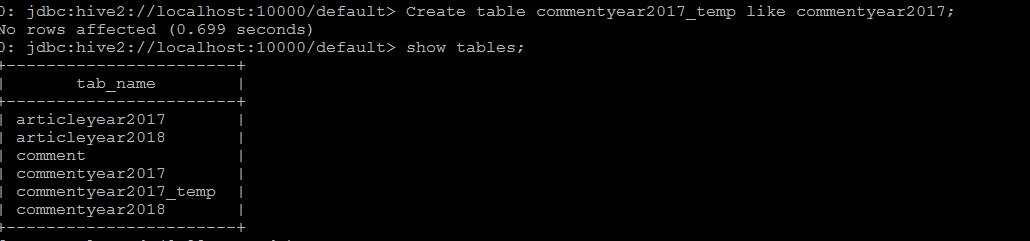 0: jdbc:hive2://localhost:10000/default> Create table commentyear2017_temp like commentyear2017;
No rows affected (0.699 seconds)
0: jdbc:hive2://localhost:10000/default> show tables;
+-----------------------+
| tab_name |
+-----------------------+
| articleyear2017 |
| articleyear2018 |
| comment |
| commentyear2017 |
| commentyear2017_temp |
| commentyear2018 |
+-----------------------+